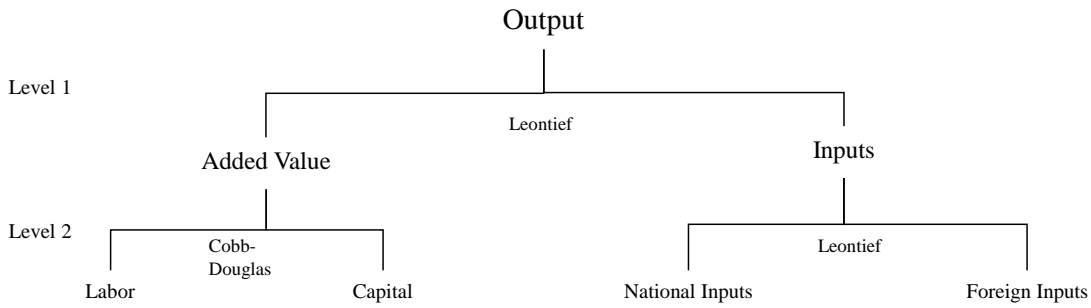 Output
Level 1
Leontief
Added Value
Inputs
Level 2
Cobb-
Douglas
Leontief
Labor
Capital
National Inputs
Foreign Inputs